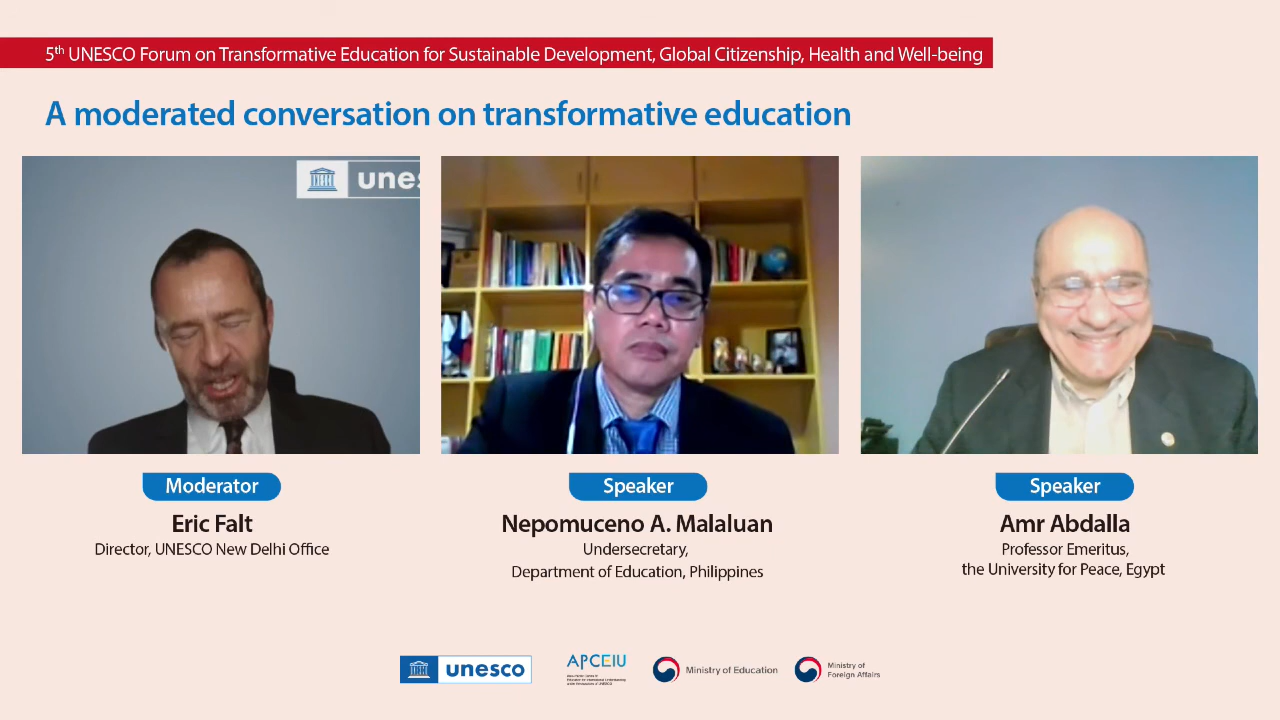 5th UNESCO Forum on Transformative Education for Sustainable Development, Global Citizenship, Health and Well-being
A moderated conversation on transformative education
unes
Moderator
Eric Falt
Director, UNESCO New Delhi Office
Speaker
Nepomuceno A. Malaluan
Undersecretary,
Department of Education, Philippines
Speaker
Amr Abdalla
Professor Emeritus,
the University for Peace, Egypt
unesco
APCEIU
Ministry of Education
Ministry of
Foreign Affairs